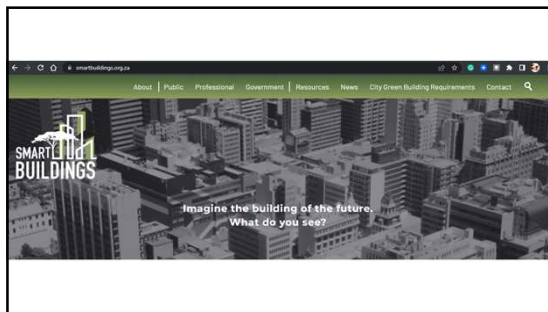 smartbuildings.org.za
About | Public Professional Government | Resources News City Green Building Requirements Contact
SMART
BUILDINGS
Imagine the building of the future.
What do you see?